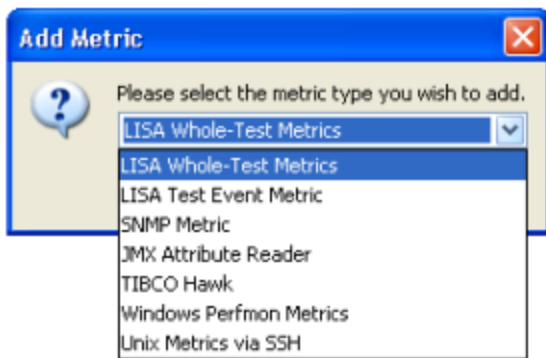 Add Metric
?
Please select the metric type you wish to add.
LISA Whole-Test Metrics
LISA Whole-Test Metrics
LISA Test Event Metric
SNMP Metric
JMX Attribute Reader
TIBCO Hawk
Windows Perfmon Metrics
Unix Metrics via SSH